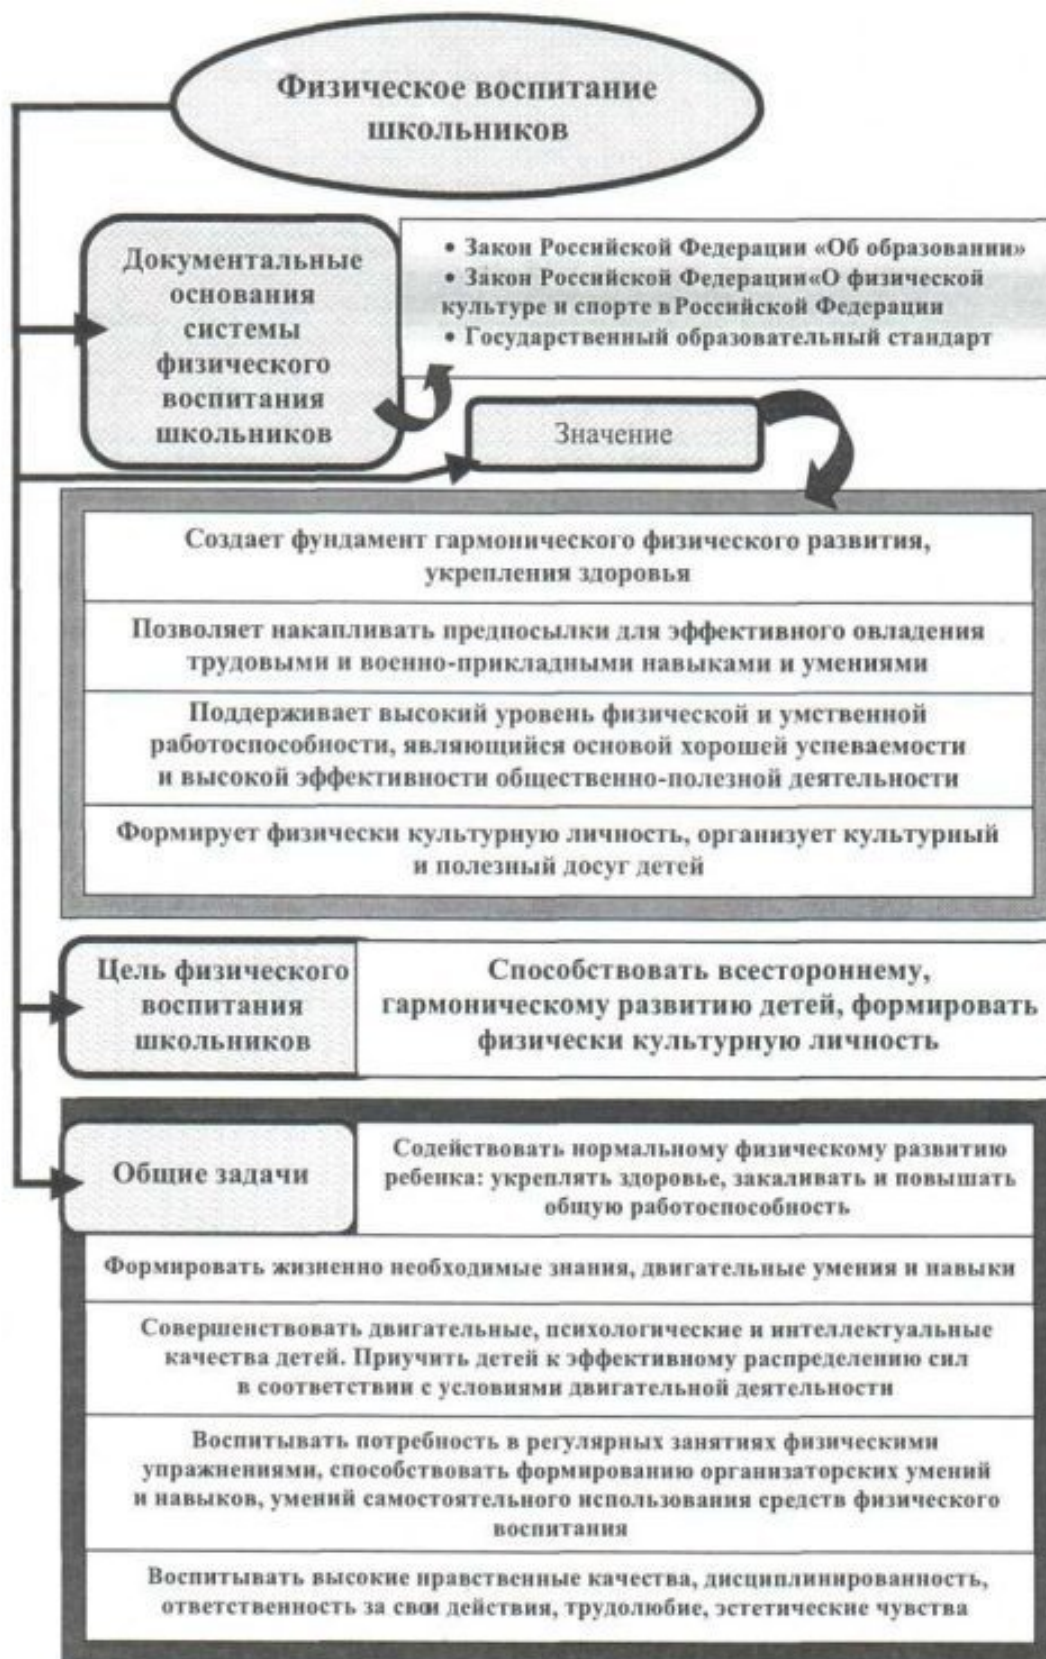 Физическое воспитание
школьников
Документальные
основания
системы
физического
воспитания
школьников
• Закон Российской Федерации «Об образовании»
• Закон Российской Федерации«О физической
культуре и спорте в Российской Федерации
• Государственный образовательный стандарт
Значение
Создает фундамент гармонического физического развития,
укрепления здоровья
Позволяет накапливать предпосылки для эффективного овладения
трудовыми и военно-прикладными навыками и умениями
Поддерживает высокий уровень физической и умственной
работоспособности, являющийся основой хорошей успеваемости
и высокой эффективности общественно-полезной деятельности
Формирует физически культурную личность, организует культурный
и полезный досуг детей
Цель физического
воспитания
школьников
Способствовать всестороннему,
гармоническому развитию детей, формировать
физически культурную личность
Общие задачи
Содействовать нормальному физическому развитию
ребенка: укреплять здоровье, закаливать и повышать
общую работоспособность
Формировать жизненно необходимые знания, двигательные умения и навыки
Совершенствовать двигательные, психологические и интеллектуальные
качества детей. Приучить детей к эффективному распределению сил
в соответствии с условиями двигательной деятельности
Воспитывать потребность в регулярных занятиях физическими
упражнениями, способствовать формированию организаторских умений
и навыков, умений самостоятельного использования средств физического
воспитания
Воспитывать высокие нравственные качества, дисциплинированность,
ответственность за свои действия, трудолюбие, эстетические чувства